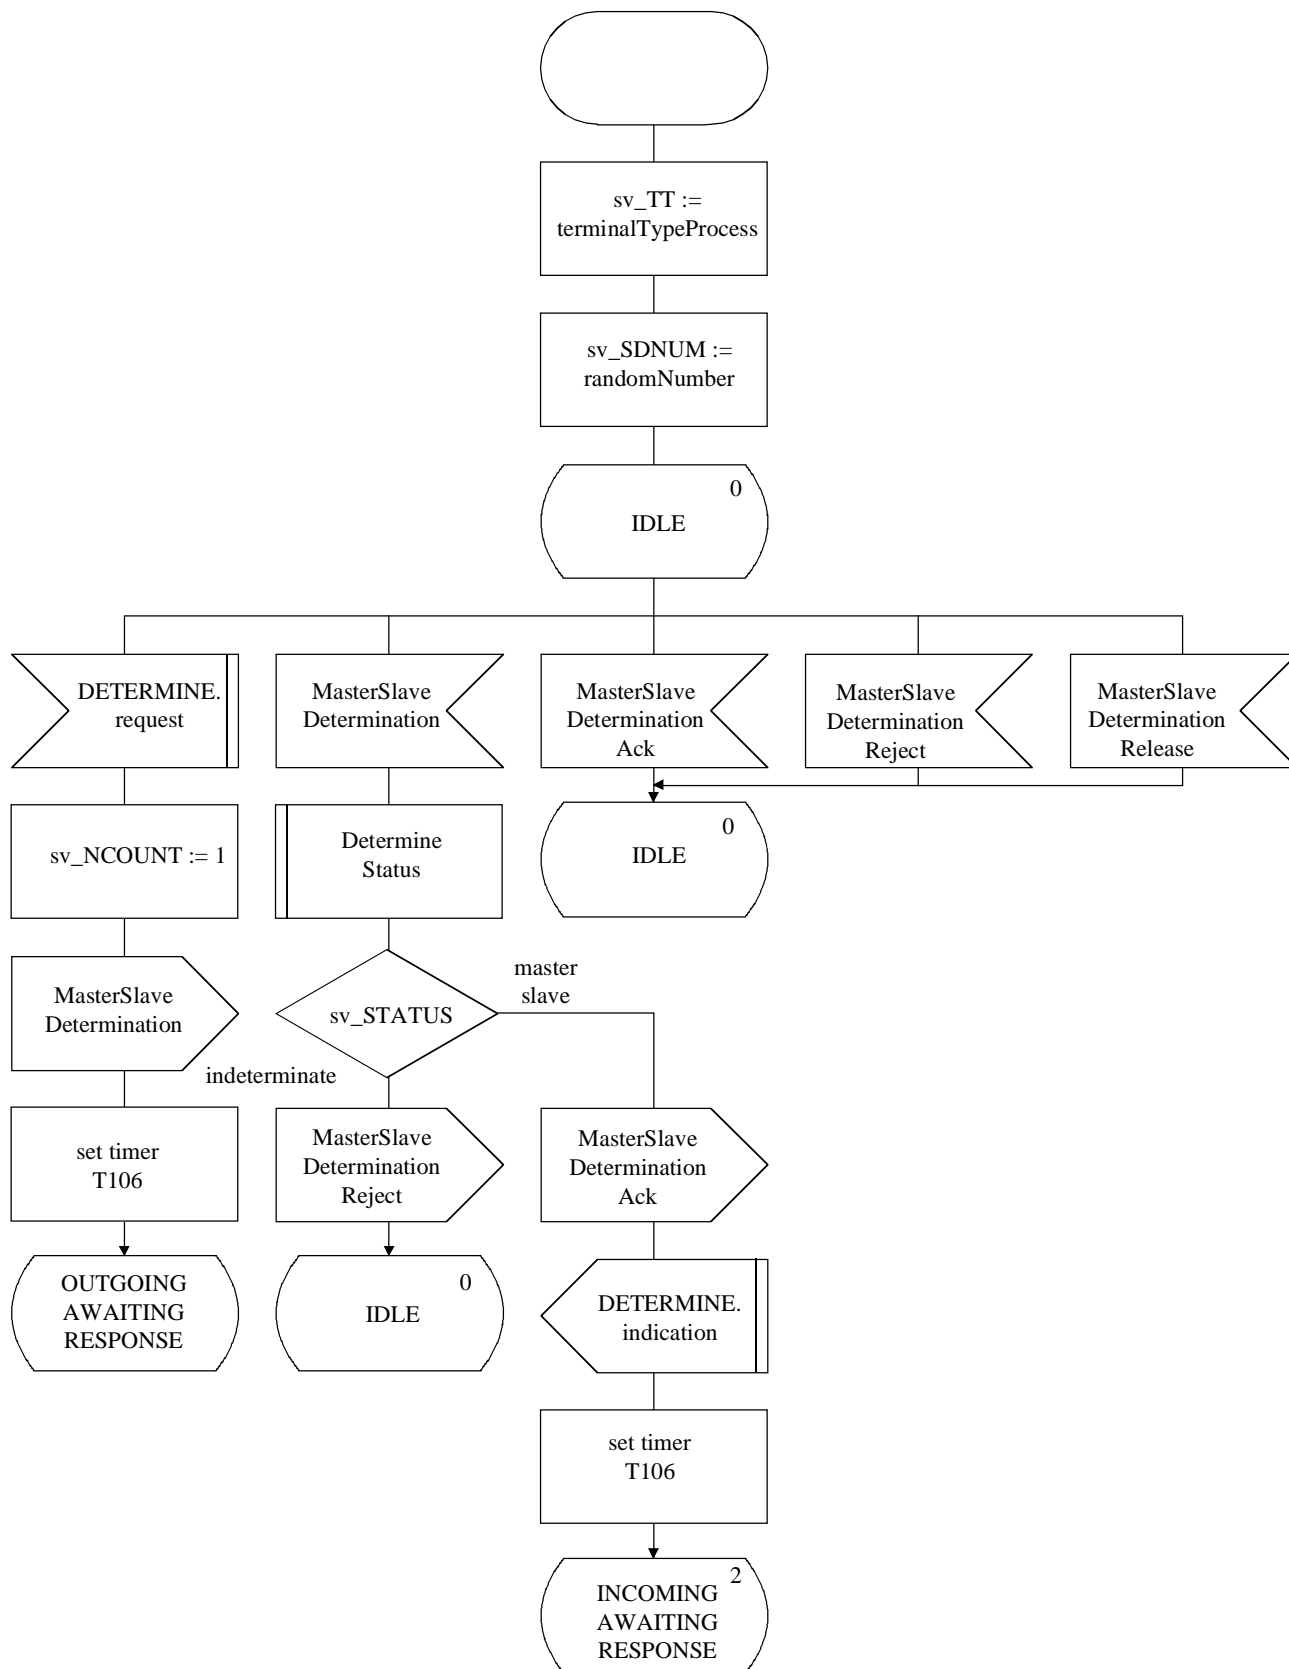 sv_TT :=
terminalTypeProcess
sv_SDNUM :=
randomNumber
0
IDLE
DETERMINE.
request
MasterSlave
Determination
MasterSlave
Determination
Ack
MasterSlave
Determination
Reject
MasterSlave
Determination
Release
sv_NCOUNT := 1
Determine
Status
0
IDLE
MasterSlave
Determination
sv_STATUS
master
slave
indeterminate
set timer
T106
MasterSlave
Determination
Reject
MasterSlave
Determination
Ack
OUTGOING
AWAITING
RESPONSE
0
IDLE
DETERMINE.
indication
set timer
T106
2
INCOMING
AWAITING
RESPONSE